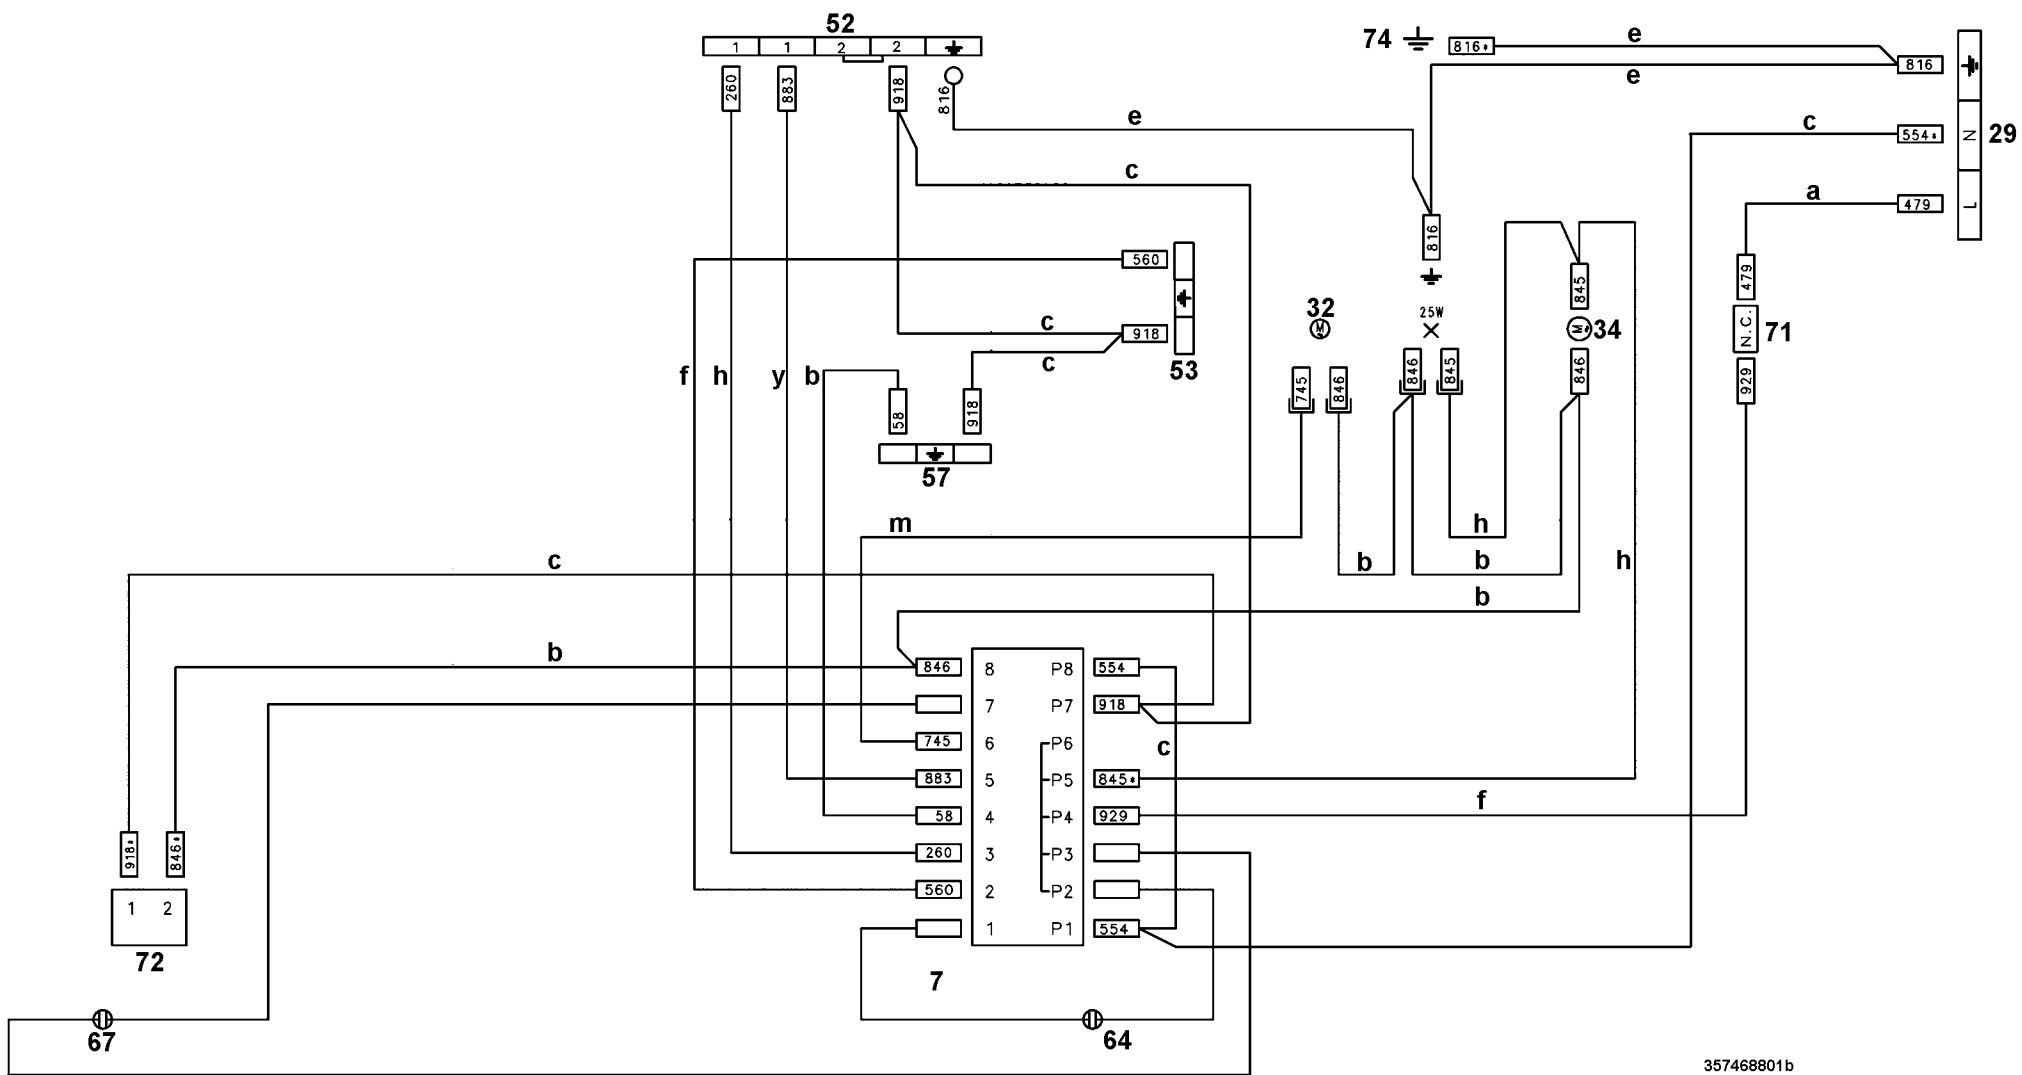 52
1 1 2 2
260
883
918
816
74
816*
e
816
e
e
c
554*
N
29
a
479
L
c
816
560
845
479
32
M
25W
M
34
N.C.
71
c
918
c
53
f h y b
745
846
846
845
846
929
58
918
57
m
h
c
b
b
h
b
b
846 8 P8 554
7 P7 918
745 6 P6
c
883 5 P5 845*
f
58 4 P4 929
260 3 P3
560 2 P2
1 P1 554
918*
846*
1 2
72
7
67
64
357468801b